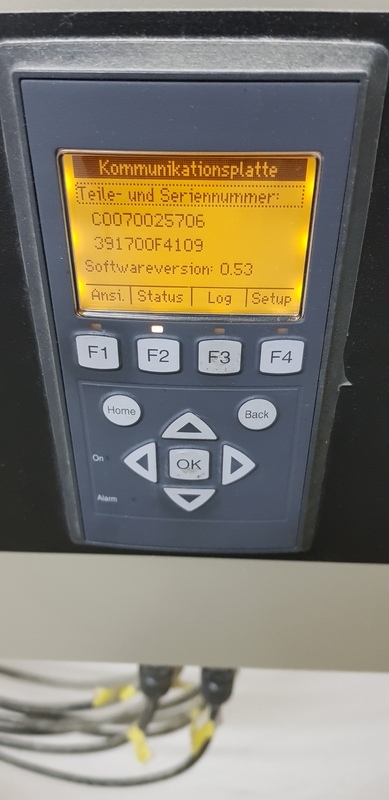 Kommunikationsplatte
Teile- und Seriennummer:
C0070025706
391700F4109
Softwareversion: 0.53
Ansi. Status Log Setup
F1 F2 F3 F4
Home Back
On
OK
Alarm